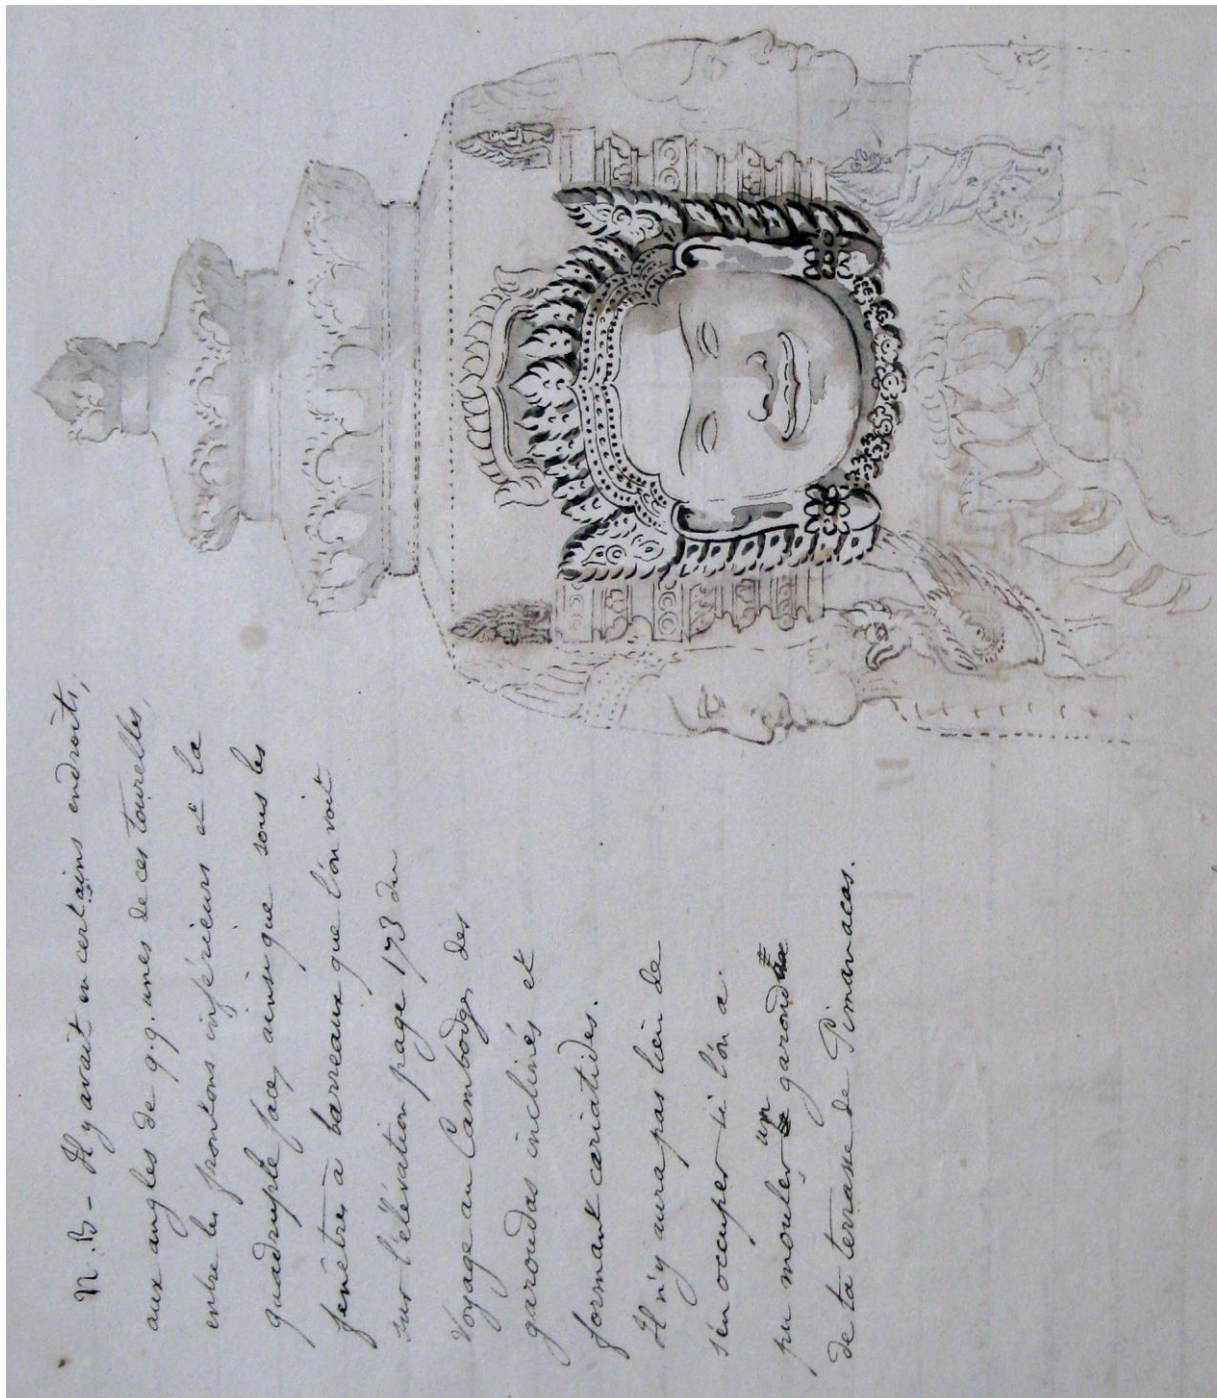 N.B – Il y avait en certains endroits,
aux angles de q.q. unes de ces tourelles,
entre les frontons inférieurs et la
quadruple face, ainsi que sous les
fenêtres à barreaux que l'on voit
sur l'élévation page 173 du
Voyage au Cambodge, des
garoudas inclinés et
formant cariatides.
Il n'y aura pas lieu de
s'en occuper si l'on a
pu mouler un garouda
de la terrasse de Pimanacas.